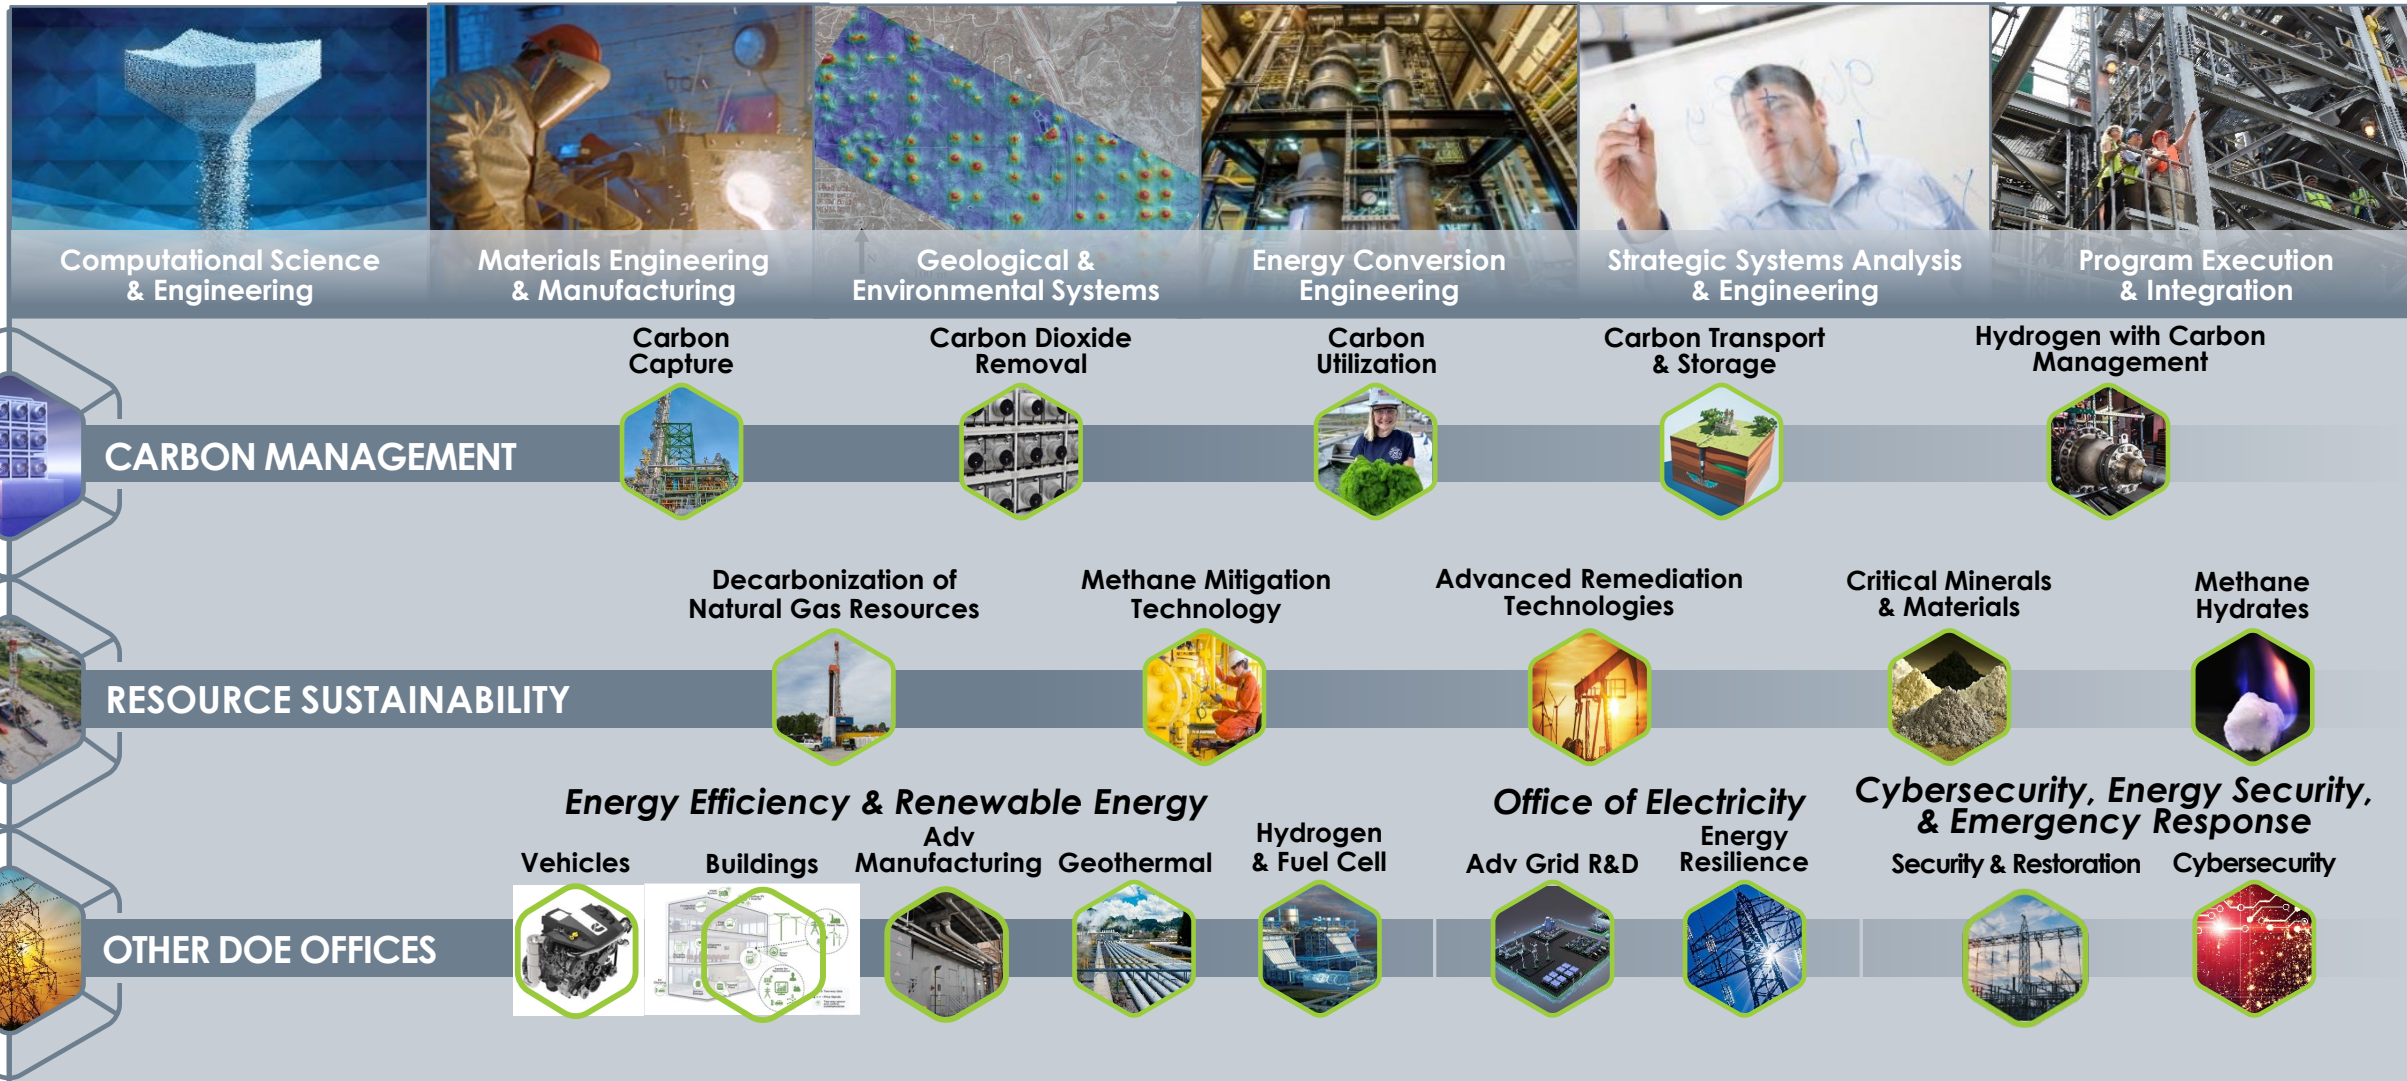 Computational Science
& Engineering
Materials Engineering
& Manufacturing
Geological &
Environmental Systems
Energy Conversion
Engineering
Strategic Systems Analysis
& Engineering
Program Execution
& Integration
Carbon
Capture
Carbon Dioxide
Removal
Carbon
Utilization
Carbon Transport
& Storage
Hydrogen with Carbon
Management
CARBON MANAGEMENT
Decarbonization of
Natural Gas Resources
Methane Mitigation
Technology
Advanced Remediation
Technologies
Critical Minerals
& Materials
Methane
Hydrates
RESOURCE SUSTAINABILITY
Energy Efficiency & Renewable Energy
Vehicles
Buildings
Adv
Manufacturing
Geothermal
Hydrogen
& Fuel Cell
Office of Electricity
Adv Grid R&D
Energy
Resilience
Cybersecurity, Energy Security,
& Emergency Response
Security & Restoration
Cybersecurity
OTHER DOE OFFICES